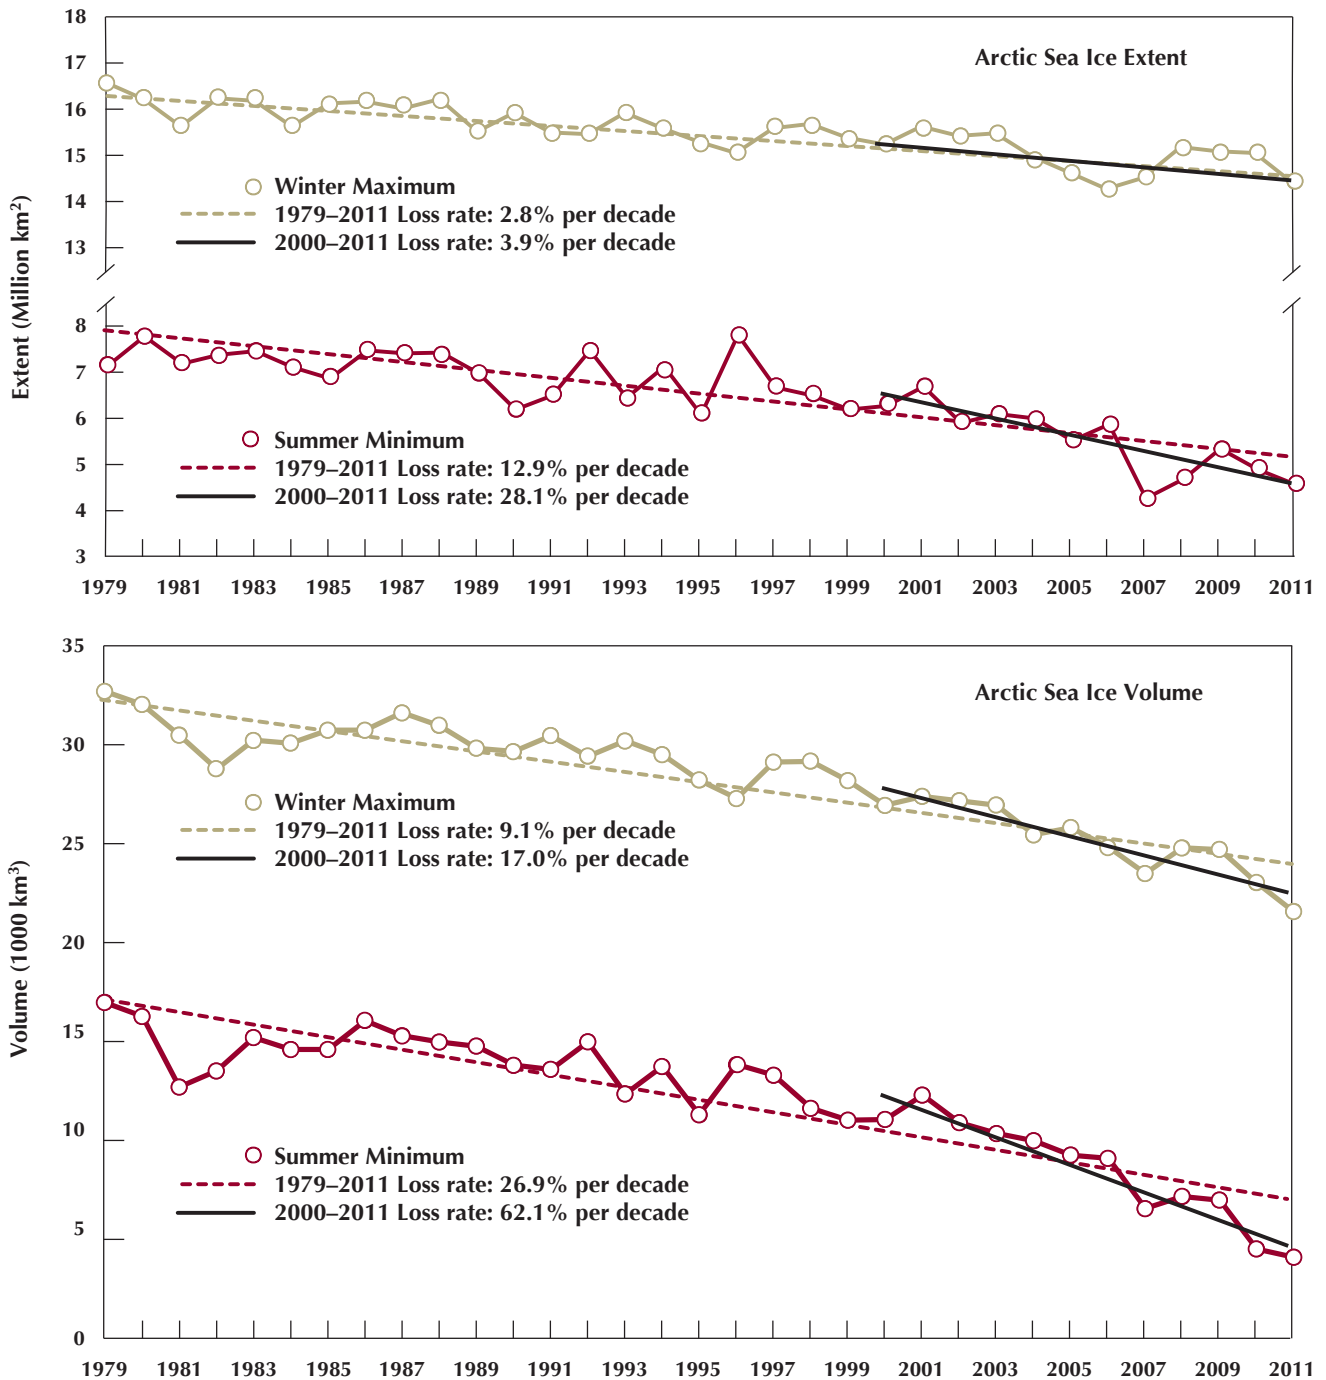 18
Arctic Sea Ice Extent
17
16
15
14
13
Winter Maximum
1979–2011 Loss rate: 2.8% per decade
2000–2011 Loss rate: 3.9% per decade
Extent (Million km²)
8
7
6
5
4
3
Summer Minimum
1979–2011 Loss rate: 12.9% per decade
2000–2011 Loss rate: 28.1% per decade
1979 1981 1983 1985 1987 1989 1991 1993 1995 1997 1999 2001 2003 2005 2007 2009 2011
35
Arctic Sea Ice Volume
30
25
20
Winter Maximum
1979–2011 Loss rate: 9.1% per decade
2000–2011 Loss rate: 17.0% per decade
Volume (1000 km³)
15
10
5
0
Summer Minimum
1979–2011 Loss rate: 26.9% per decade
2000–2011 Loss rate: 62.1% per decade
1979 1981 1983 1985 1987 1989 1991 1993 1995 1997 1999 2001 2003 2005 2007 2009 2011